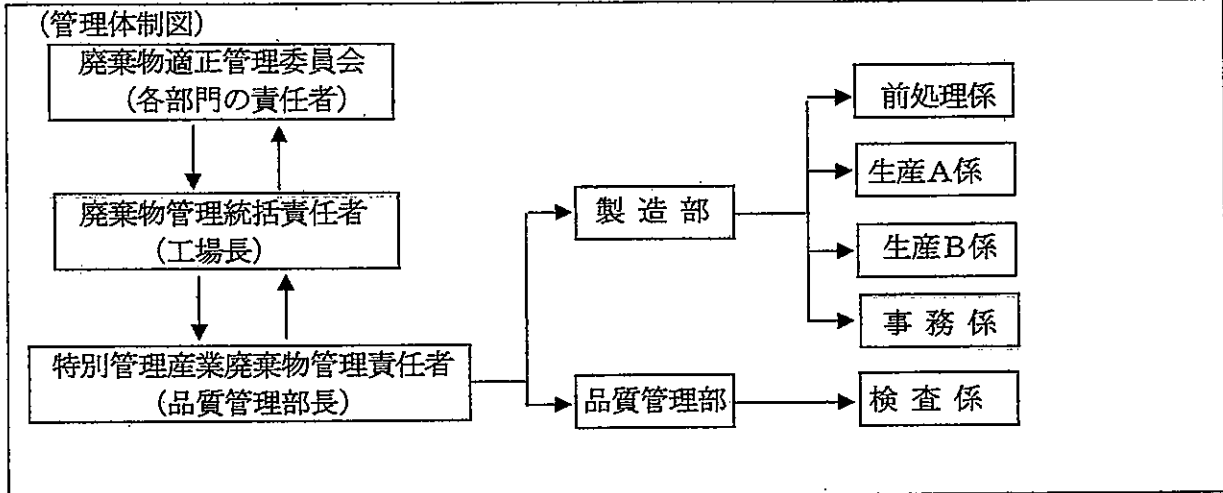 (管理体制図)
廃棄物適正管理委員会
(各部門の責任者)
廃棄物管理統括責任者
(工場長)
特別管理産業廃棄物管理責任者
(品質管理部長)
製造部
品質管理部
前処理係
生産A係
生産B係
事務係
検査係